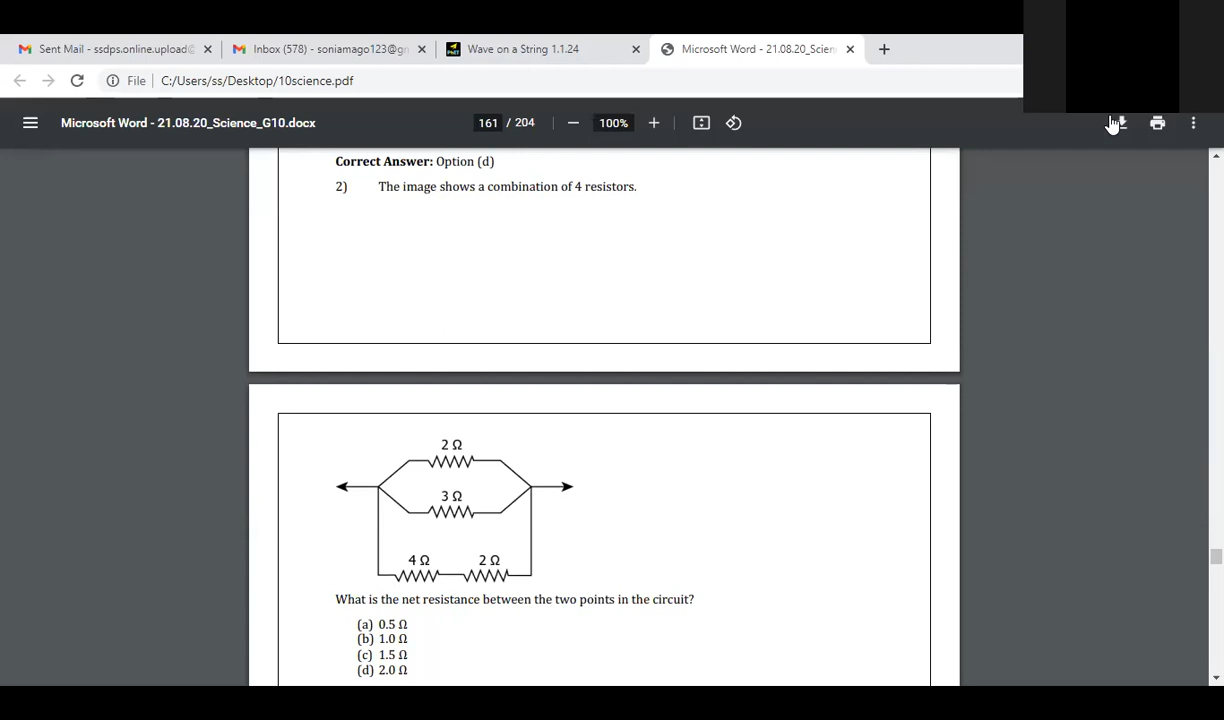 Sent Mail - ssdps.online.upload
Inbox (578) - soniamago123@g
Wave on a String 1.1.24
Microsoft Word - 21.08.20_Scien
File
C:/Users/ss/Desktop/10science.pdf
Microsoft Word - 21.08.20_Science_G10.docx
161 / 204
100%
Correct Answer: Option (d)
2) The image shows a combination of 4 resistors.
2 Ω
3 Ω
4 Ω 2 Ω
What is the net resistance between the two points in the circuit?
(a) 0.5 Ω
(b) 1.0 Ω
(c) 1.5 Ω
(d) 2.0 Ω